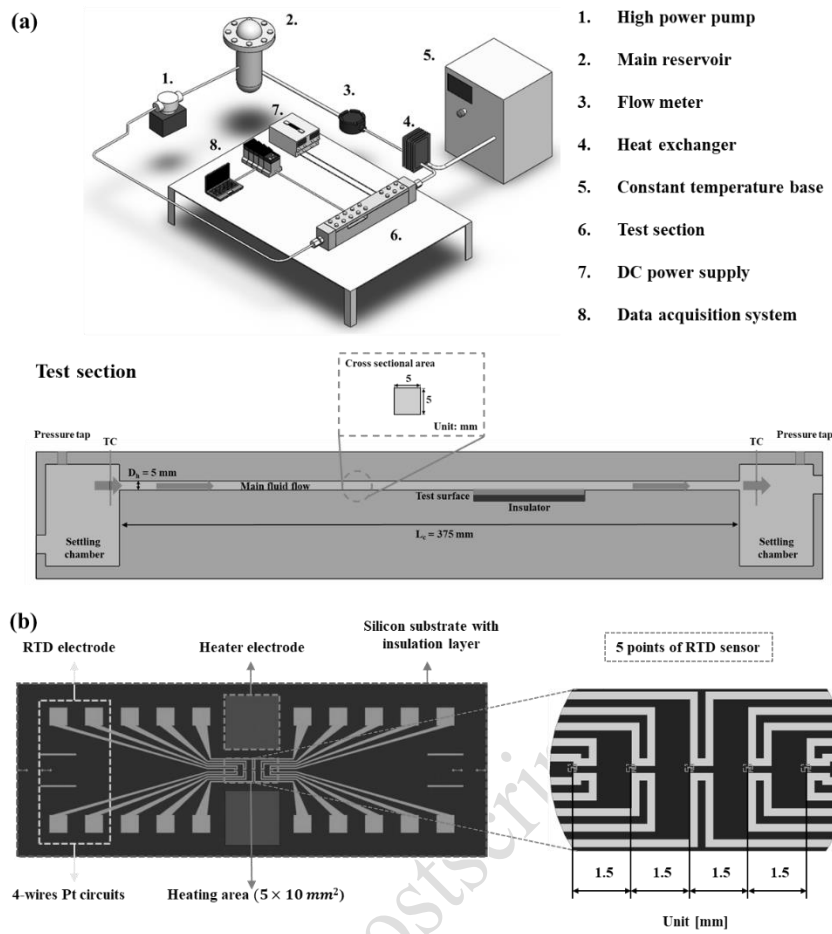 (a)
1. High power pump
2. Main reservoir
3. Flow meter
4. Heat exchanger
5. Constant temperature base
6. Test section
7. DC power supply
8. Data acquisition system
1.
2.
3.
4.
5.
6.
7.
8.
Test section
Cross sectional area
5
5
Unit: mm
Pressure tap
TC
TC
Pressure tap
Dh = 5 mm
Main fluid flow
Test surface
Insulator
Settling
chamber
Lc = 375 mm
Settling
chamber
(b)
RTD electrode
Heater electrode
Silicon substrate with
insulation layer
5 points of RTD sensor
4-wires Pt circuits
Heating area (5 × 10 mm²)
1.5
1.5
1.5
1.5
Unit [mm]